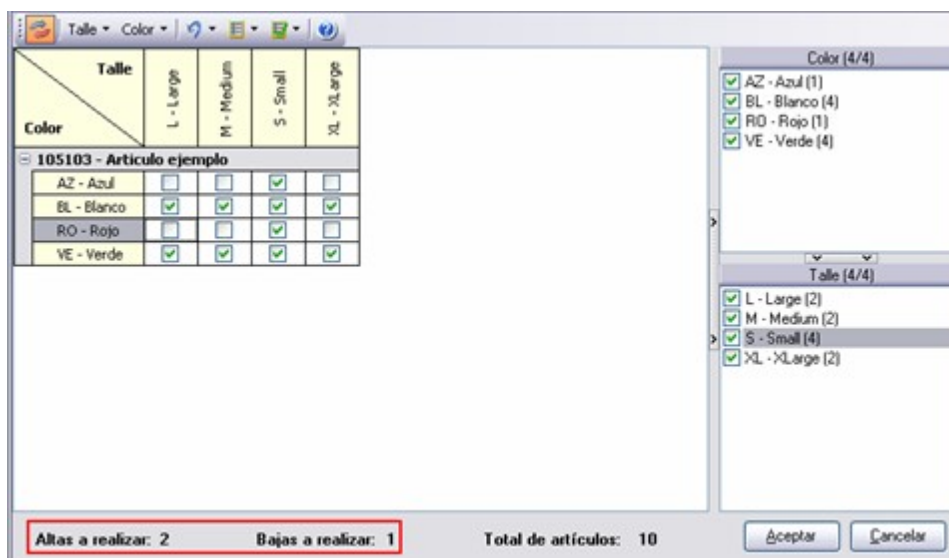 Talle Color
Talle
Color
L - Large
M - Medium
S - Small
XL - XLarge
105103 - Articulo ejemplo
AZ - Azul
BL - Blanco
RO - Rojo
VE - Verde
Color (4/4)
AZ - Azul (1)
BL - Blanco (4)
RO - Rojo (1)
VE - Verde (4)
Talle (4/4)
L - Large (2)
M - Medium (2)
S - Small (4)
XL - XLarge (2)
Altas a realizar: 2 Bajas a realizar: 1 Total de artículos: 10 Aceptar Cancelar